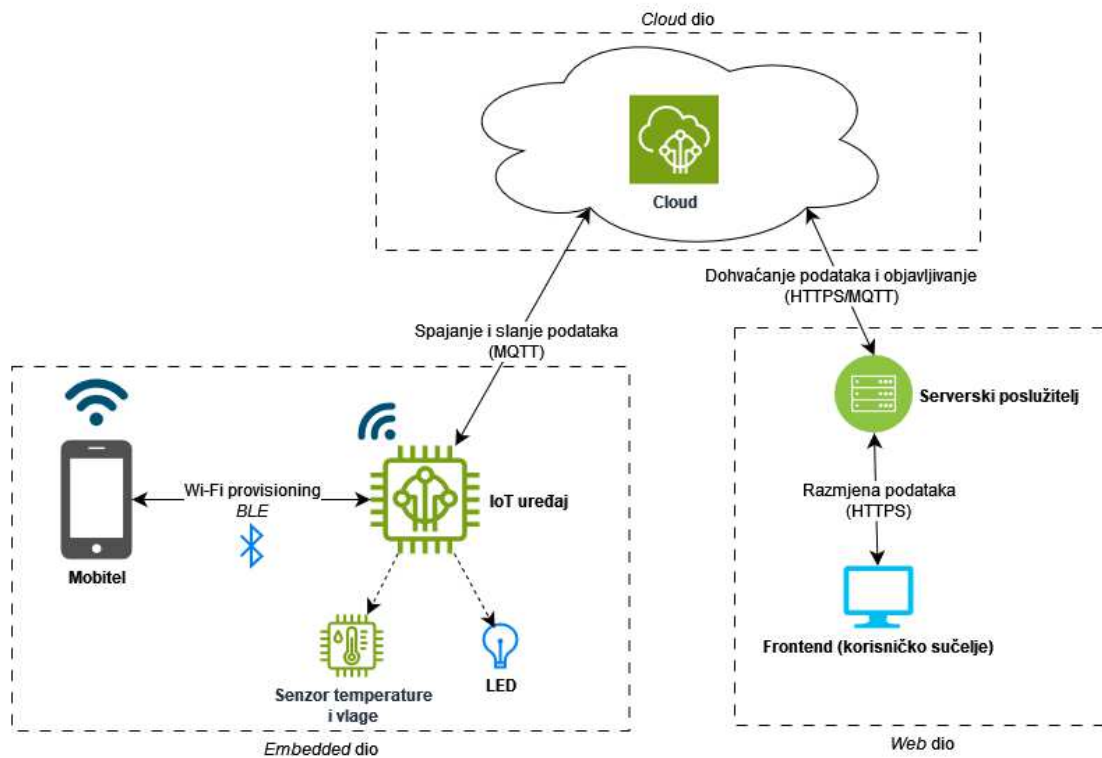 Cloud dio
Cloud
Dohvaćanje podataka i objavljivanje
(HTTPS/MQTT)
Spajanje i slanje podataka
(MQTT)
Serverski poslužitelj
Wi-Fi provisioning
BLE
IoT uređaj
Razmjena podataka
(HTTPS)
Mobitel
Frontend (korisničko sučelje)
Senzor temperature
i vlage
LED
Embedded dio
Web dio